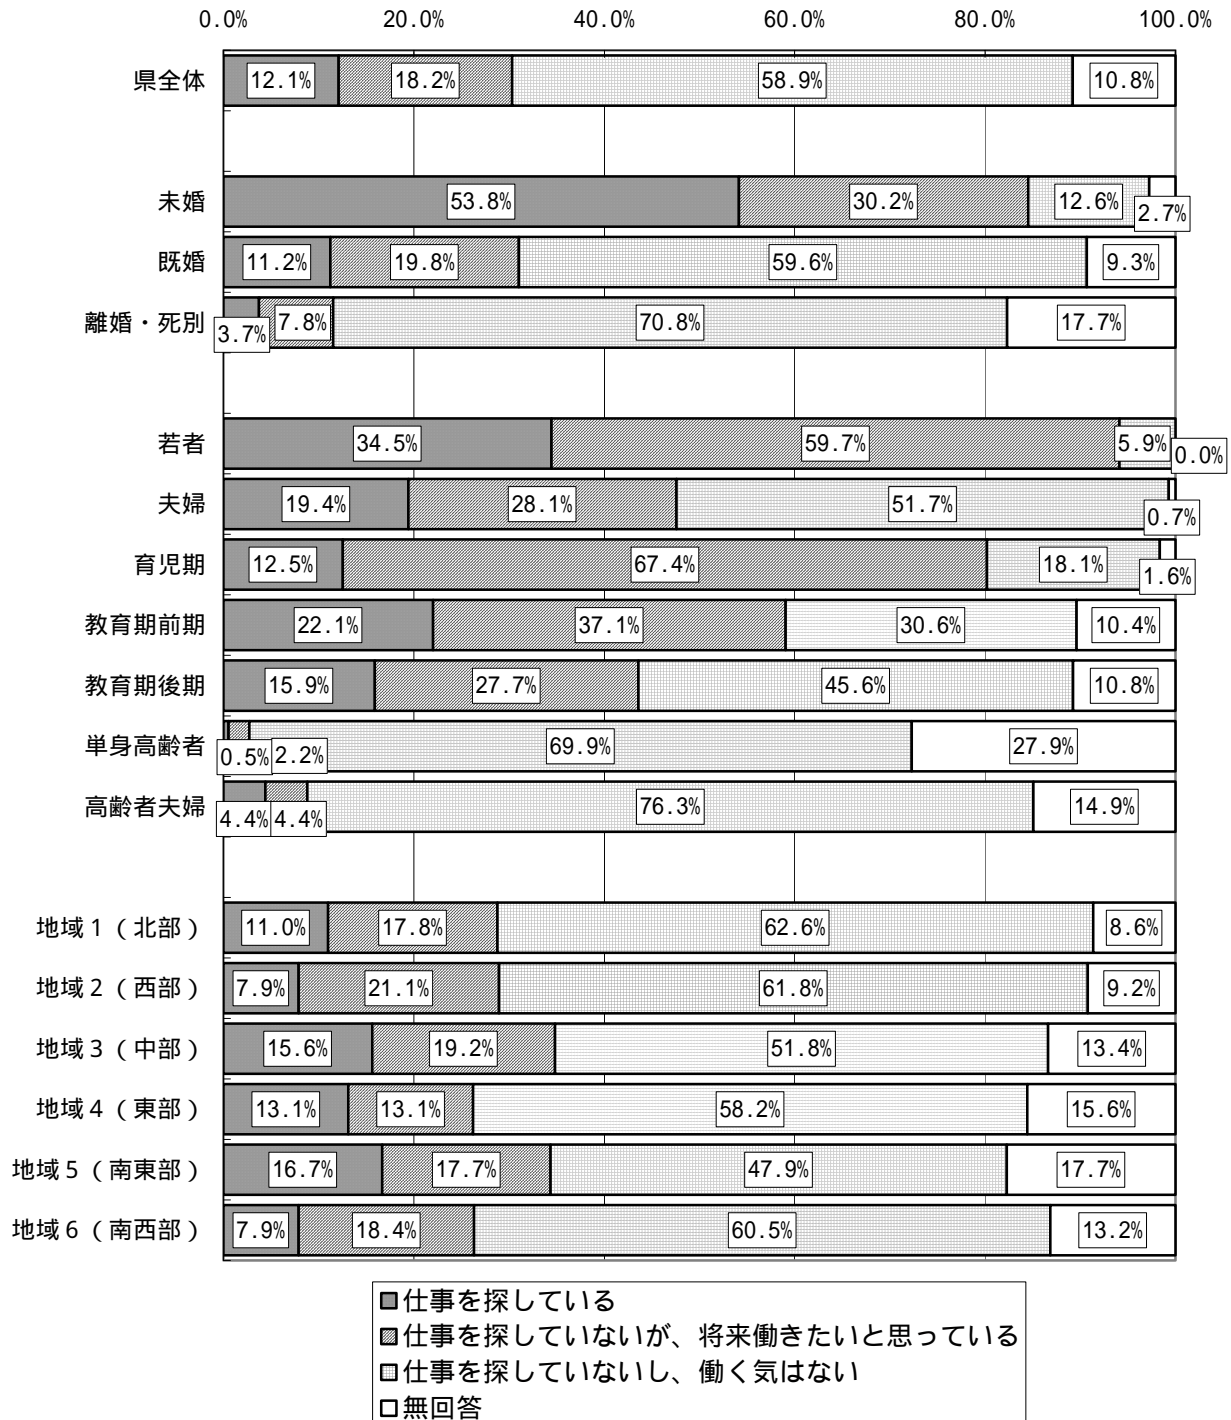 0.0% 20.0% 40.0% 60.0% 80.0% 100.0%
県全体 12.1% 18.2% 58.9% 10.8%
未婚 53.8% 30.2% 12.6% 2.7%
既婚 11.2% 19.8% 59.6% 9.3%
離婚・死別 3.7% 7.8% 70.8% 17.7%
若者 34.5% 59.7% 5.9% 0.0%
夫婦 19.4% 28.1% 51.7% 0.7%
育児期 12.5% 67.4% 18.1% 1.6%
教育期前期 22.1% 37.1% 30.6% 10.4%
教育期後期 15.9% 27.7% 45.6% 10.8%
単身高齢者 0.5% 2.2% 69.9% 27.9%
高齢者夫婦 4.4% 4.4% 76.3% 14.9%
地域1(北部) 11.0% 17.8% 62.6% 8.6%
地域2(西部) 7.9% 21.1% 61.8% 9.2%
地域3(中部) 15.6% 19.2% 51.8% 13.4%
地域4(東部) 13.1% 13.1% 58.2% 15.6%
地域5(南東部) 16.7% 17.7% 47.9% 17.7%
地域6(南西部) 7.9% 18.4% 60.5% 13.2%
仕事を探している
仕事を探していないが、将来働きたいと思っている
仕事を探していないし、働く気はない
無回答